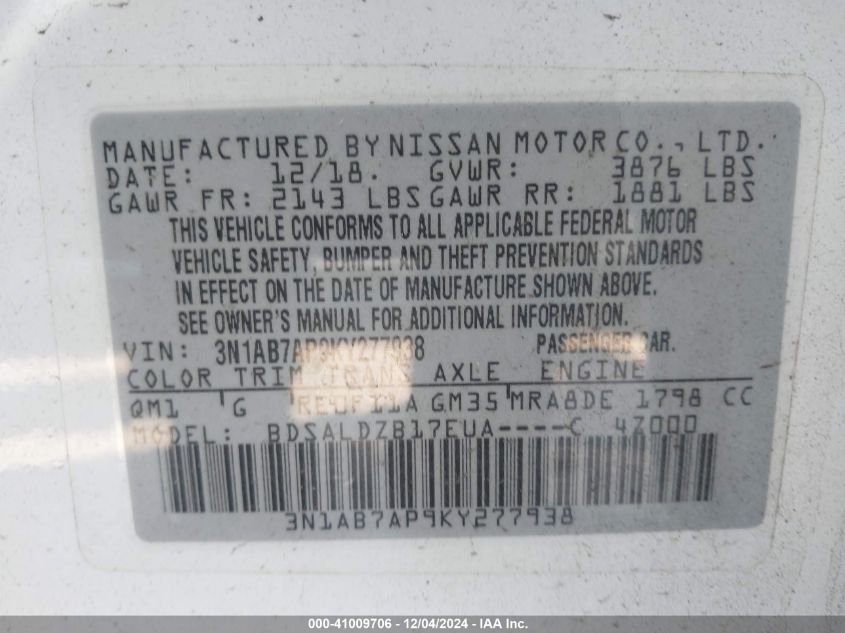 MANUFACTURED BY NISSAN MOTOR CO., LTD.
DATE: 12/18. GVWR: 3876 LBS
GAWR FR: 2143 LBS GAWR RR: 1881 LBS
THIS VEHICLE CONFORMS TO ALL APPLICABLE FEDERAL MOTOR
VEHICLE SAFETY, BUMPER AND THEFT PREVENTION STANDARDS
IN EFFECT ON THE DATE OF MANUFACTURE SHOWN ABOVE.
SEE OWNER'S MANUAL FOR ADDITIONAL INFORMATION.
VIN: 3N1AB7AP9KY277938 PASSENGER CAR.
COLOR TRIM TRANS AXLE ENGINE
QM1 G RE0F11A GM35 MRA8DE 1798 CC
MODEL: BDSALDZB17EUA----C 4Z000
3N1AB7AP9KY277938
000-41009706 - 12/04/2024 - IAA Inc.